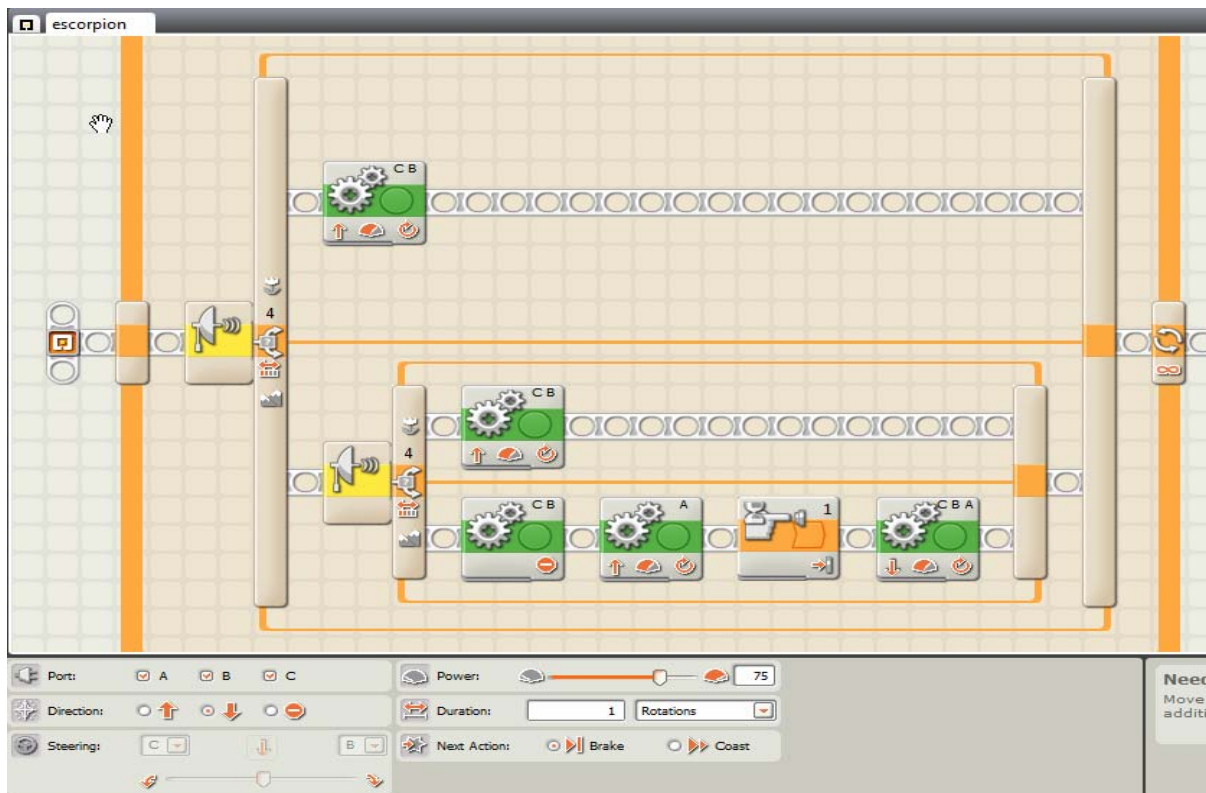 escorpion
C B
4
C B
4
C B
A
1
C B A
Port: A B C
Power: 75
Direction:
Duration: 1 Rotations
Steering: C B
Next Action: Brake Coast
Need
Move
additi